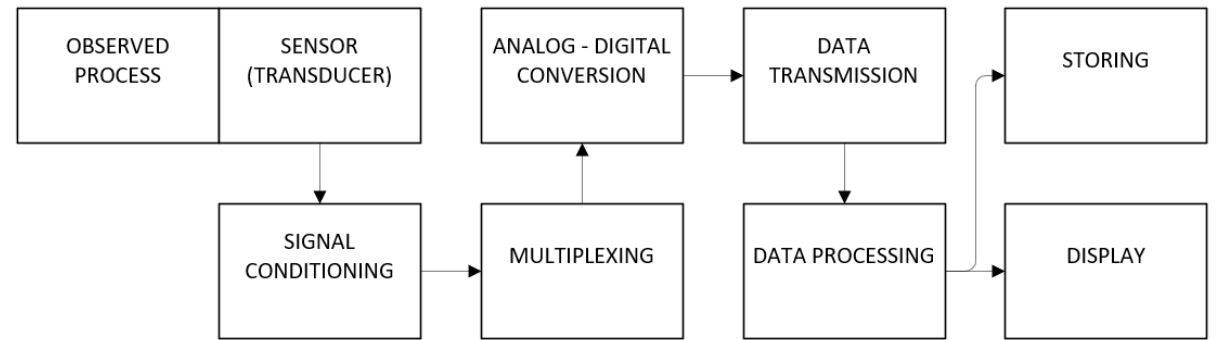 OBSERVED
PROCESS
SENSOR
(TRANSDUCER)
SIGNAL
CONDITIONING
MULTIPLEXING
ANALOG - DIGITAL
CONVERSION
DATA
TRANSMISSION
DATA PROCESSING
STORING
DISPLAY